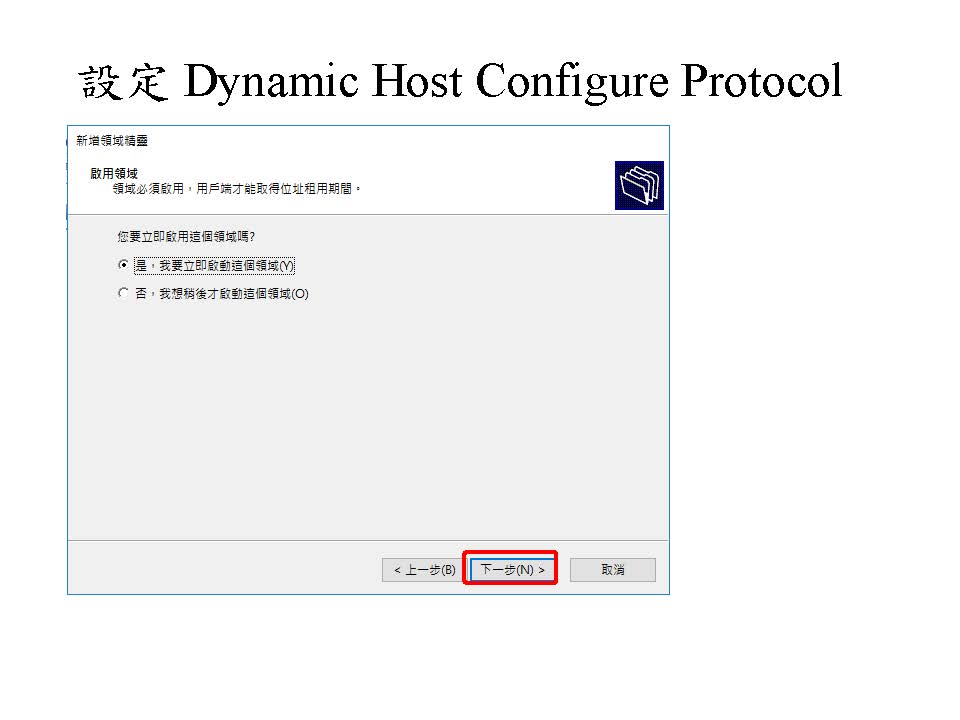 設定 Dynamic Host Configure Protocol
新增領域精靈
啟用領域
領域必須啟用，用戶端才能取得位址租用期間。
您要立即啟用這個領域嗎?
是，我要立即啟動這個領域(Y)
否，我想稍後才啟動這個領域(O)
< 上一步(B)
下一步(N) >
取消